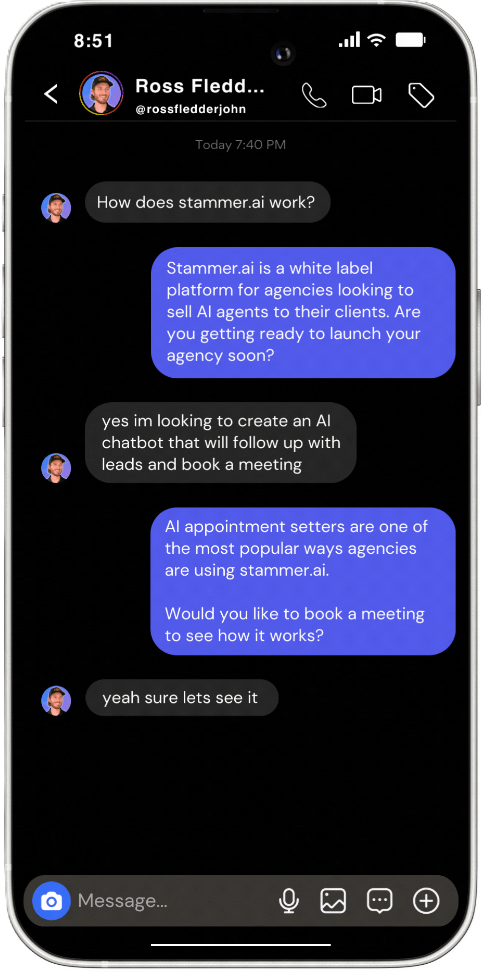 8:51
Ross Fledd...
@rossfledderjohn
Today 7:40 PM
How does stammer.ai work?
Stammer.ai is a white label
platform for agencies looking to
sell AI agents to their clients. Are
you getting ready to launch your
agency soon?
yes im looking to create an AI
chatbot that will follow up with
leads and book a meeting
AI appointment setters are one of
the most popular ways agencies
are using stammer.ai.
Would you like to book a meeting
to see how it works?
yeah sure lets see it
Message...